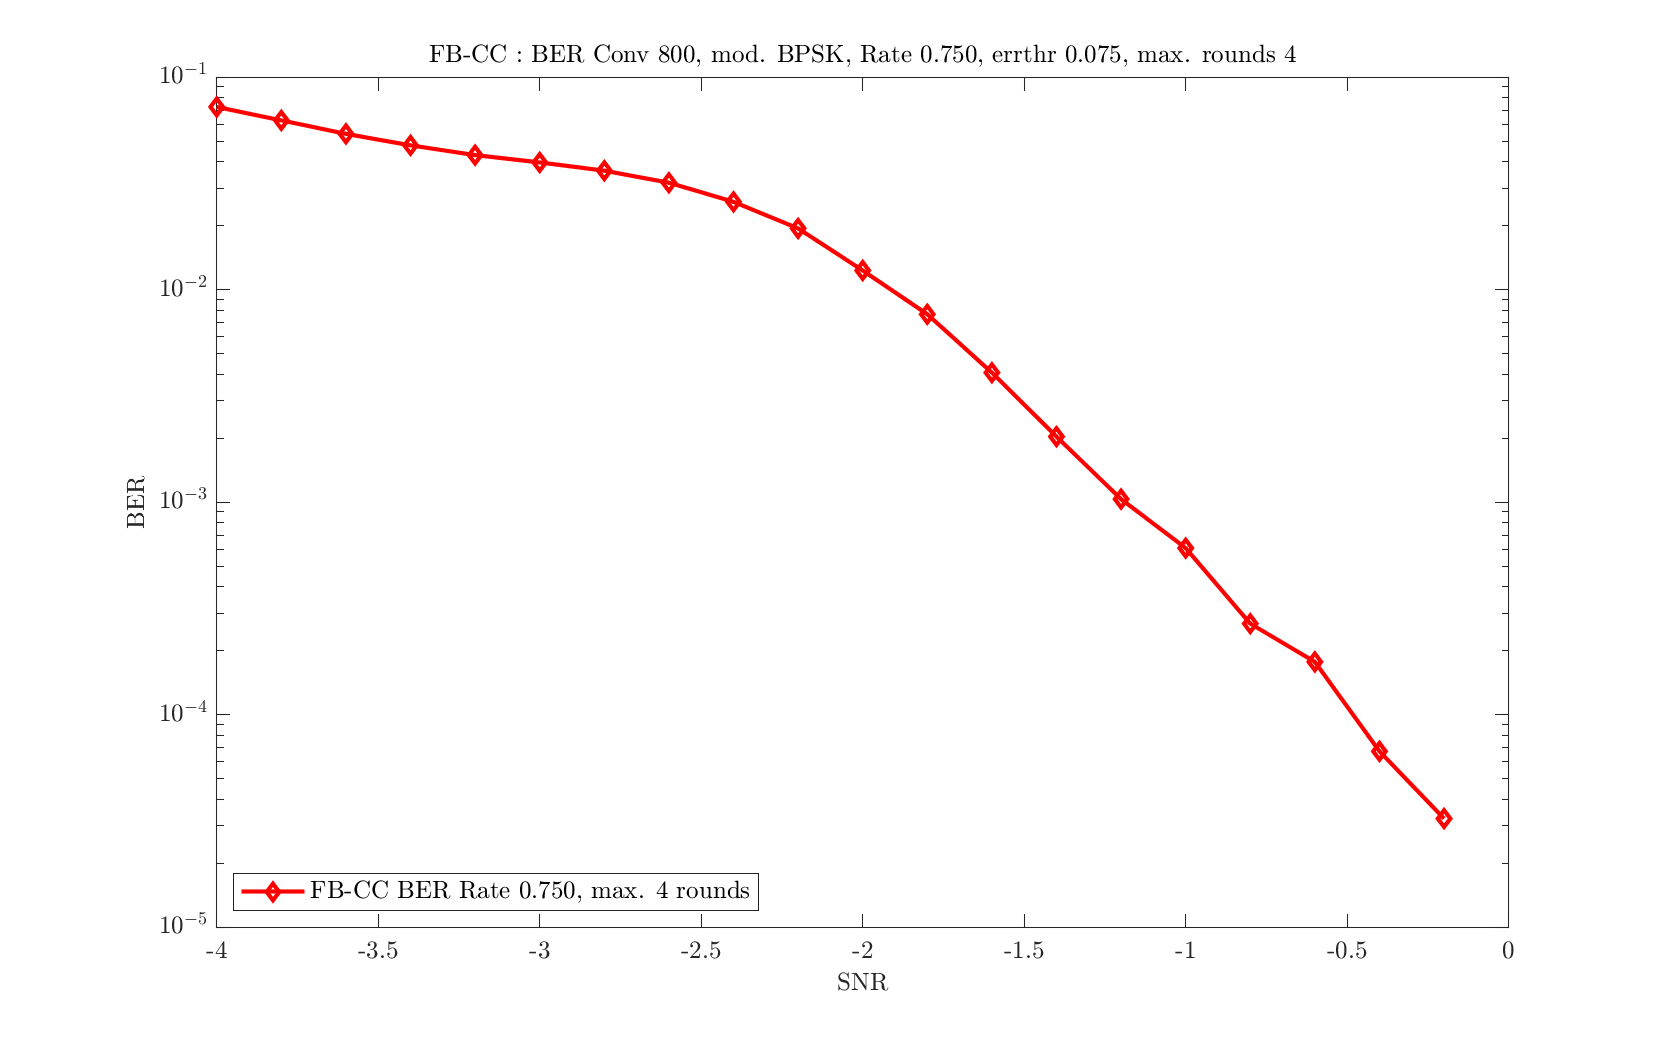 FB-CC : BER Conv 800, mod. BPSK, Rate 0.750, errthr 0.075, max. rounds 4
10^{-1}
10^{-2}
10^{-3}
10^{-4}
10^{-5}
BER
FB-CC BER Rate 0.750, max. 4 rounds
-4 -3.5 -3 -2.5 -2 -1.5 -1 -0.5 0
SNR